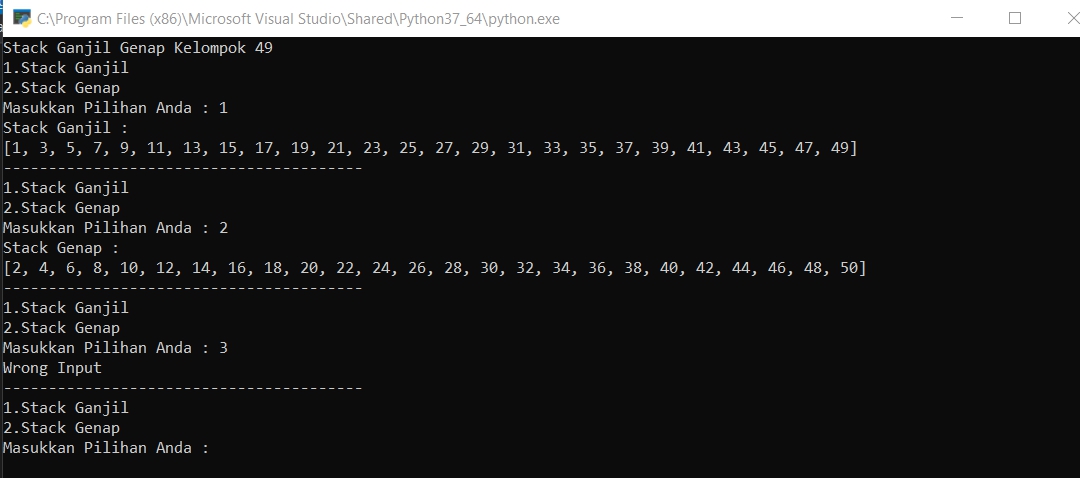 C:\Program Files (x86)\Microsoft Visual Studio\Shared\Python37_64\python.exe
Stack Ganjil Genap Kelompok 49
1.Stack Ganjil
2.Stack Genap
Masukkan Pilihan Anda : 1
Stack Ganjil :
[1, 3, 5, 7, 9, 11, 13, 15, 17, 19, 21, 23, 25, 27, 29, 31, 33, 35, 37, 39, 41, 43, 45, 47, 49]
----------------------------------------
1.Stack Ganjil
2.Stack Genap
Masukkan Pilihan Anda : 2
Stack Genap :
[2, 4, 6, 8, 10, 12, 14, 16, 18, 20, 22, 24, 26, 28, 30, 32, 34, 36, 38, 40, 42, 44, 46, 48, 50]
----------------------------------------
1.Stack Ganjil
2.Stack Genap
Masukkan Pilihan Anda : 3
Wrong Input
----------------------------------------
1.Stack Ganjil
2.Stack Genap
Masukkan Pilihan Anda :